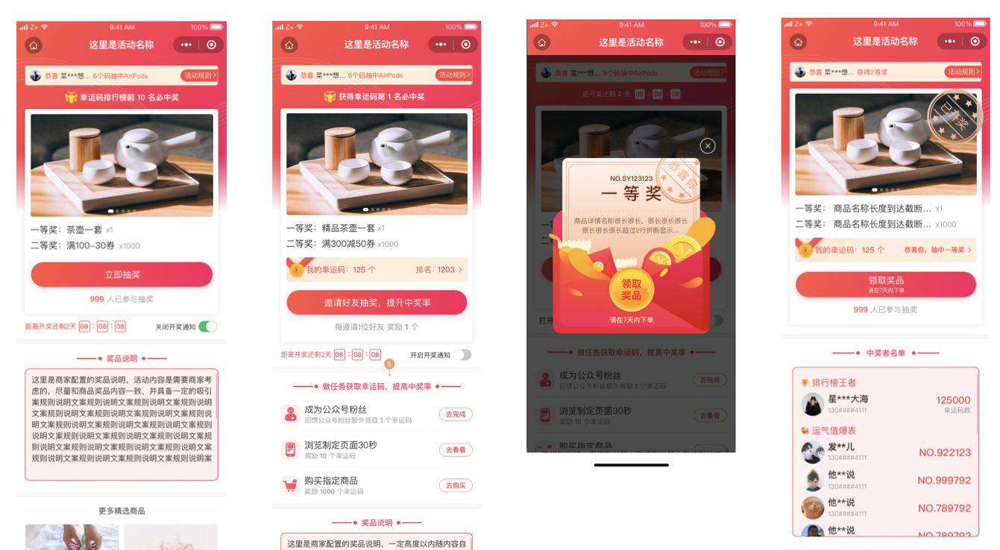 Z+
9:41 AM
100%
这里是活动名称
恭喜 菜***想... 6个码抽中AirPods
活动规则
幸运码排行榜前 10 名必中奖
一等奖：茶壶一套 x1
二等奖：满100-30券 x1000
立即抽奖
999 人已参与抽奖
距离开奖还剩2天 08 : 08 : 08
关闭开奖通知
奖品说明
这里是商家配置的奖品说明，活动内容是需要商家考
虑的，尽量和商品奖品内容一致，并具备一定的吸引
案规则说明文案规则说明文案规则说明文案规则说明
文案规则说明文案规则说明文案规则说明文案规则说
明文案规则说明文案规则说明文案规则说明文案规则
说明文案规则说明文案规则说明文案规则说明文案规
则说明文案规则说明文案规则说明文案规则说明文案
规则说明文案规则说明文案规则说明文案规则说明案
更多精选商品
Z+
9:41 AM
100%
这里是活动名称
恭喜 菜***想... 6个码抽中AirPods
活动规则
获得幸运码第 1 名必中奖
一等奖：精品茶壶一套 x1
二等奖：满300减50券 x1000
我的幸运码：125 个
排名：1203
邀请好友抽奖，提升中奖率
每邀请1位好友 奖励 1 个
距离开奖还剩2天 08 : 08 : 08
开启开奖通知
6
做任务获取幸运码，提高中奖率
成为公众号粉丝
回馈公众号粉丝额外领取 1 个幸运码
去完成
浏览制定页面30秒
奖励 10 个幸运码
去看看
购买指定商品
奖励 1000 个幸运码
去购买
奖品说明
这里是商家配置的奖品说明，一定高度以内随内容自
Z+
9:41 AM
100%
这里是活动名称
恭喜 菜***想... 6个码抽中AirPods
活动规则
距开奖还剩 2 天 08 : 08 : 08
恭喜你
NO.SY123123
一等奖
商品详情名称很长很长，很长很长很长
很长很长很长超过2行折断显示...
领取
奖品
请在7天内下单
打开
做任务获取幸运码，提高中奖率
成为公众号粉丝
回馈公众号粉丝额外领取 1 个幸运码
去完成
浏览制定页面30秒
奖励 10 个幸运码
去看看
购买指定商品
Z+
9:41 AM
100%
这里是活动名称
恭喜 菜***想... 获得2等奖
活动规则
已开奖
一等奖： 商品名称长度到达截断... x1
二等奖： 商品名称长度到达截断... x1000
我的幸运码：125 个
恭喜你，抽中一等奖
领取奖品
请在7天内下单
999 人已参与抽奖
中奖者名单
排行榜王者
星***大海
130####4111
125000
幸运码数
运气值爆表
发**儿
130####4111
NO.922123
他**说
130####4111
NO.999792
他**说
130####4111
NO.789792
他**说
NO.789792